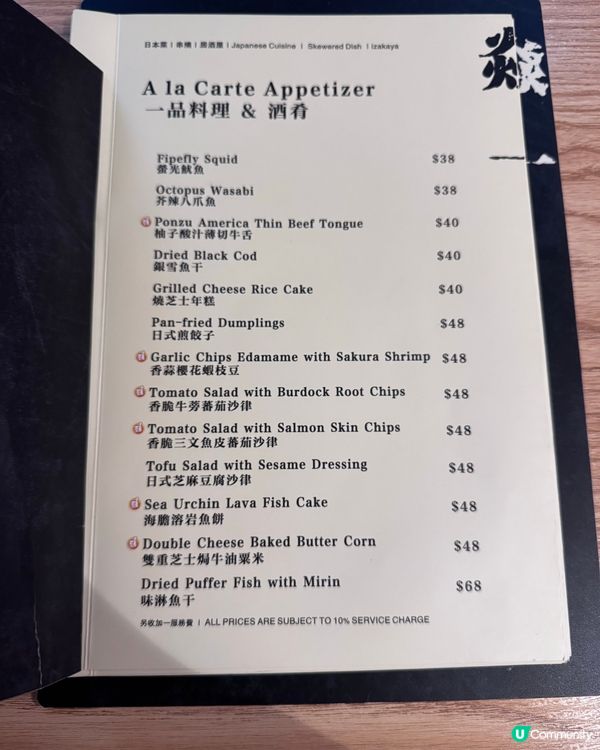 日本菜 | 串燒 | 居酒屋 | Japanese Cuisine | Skewered Dish | Izakaya
A la Carte Appetizer
一品料理 & 酒肴
Fipefly Squid $38
螢光魷魚
Octopus Wasabi $38
芥辣八爪魚
Ponzu America Thin Beef Tongue $40
柚子酸汁薄切牛舌
Dried Black Cod $40
銀雪魚干
Grilled Cheese Rice Cake $40
燒芝士年糕
Pan-fried Dumplings $48
日式煎餃子
Garlic Chips Edamame with Sakura Shrimp $48
香蒜櫻花蝦枝豆
Tomato Salad with Burdock Root Chips $48
香脆牛蒡蕃茄沙律
Tomato Salad with Salmon Skin Chips $48
香脆三文魚皮蕃茄沙律
Tofu Salad with Sesame Dressing $48
日式芝麻豆腐沙律
Sea Urchin Lava Fish Cake $48
海膽溶岩魚餅
Double Cheese Baked Butter Corn $48
雙重芝士焗牛油粟米
Dried Puffer Fish with Mirin $68
味淋魚干
另收加一服務費 | ALL PRICES ARE SUBJECT TO 10% SERVICE CHARGE
U Community